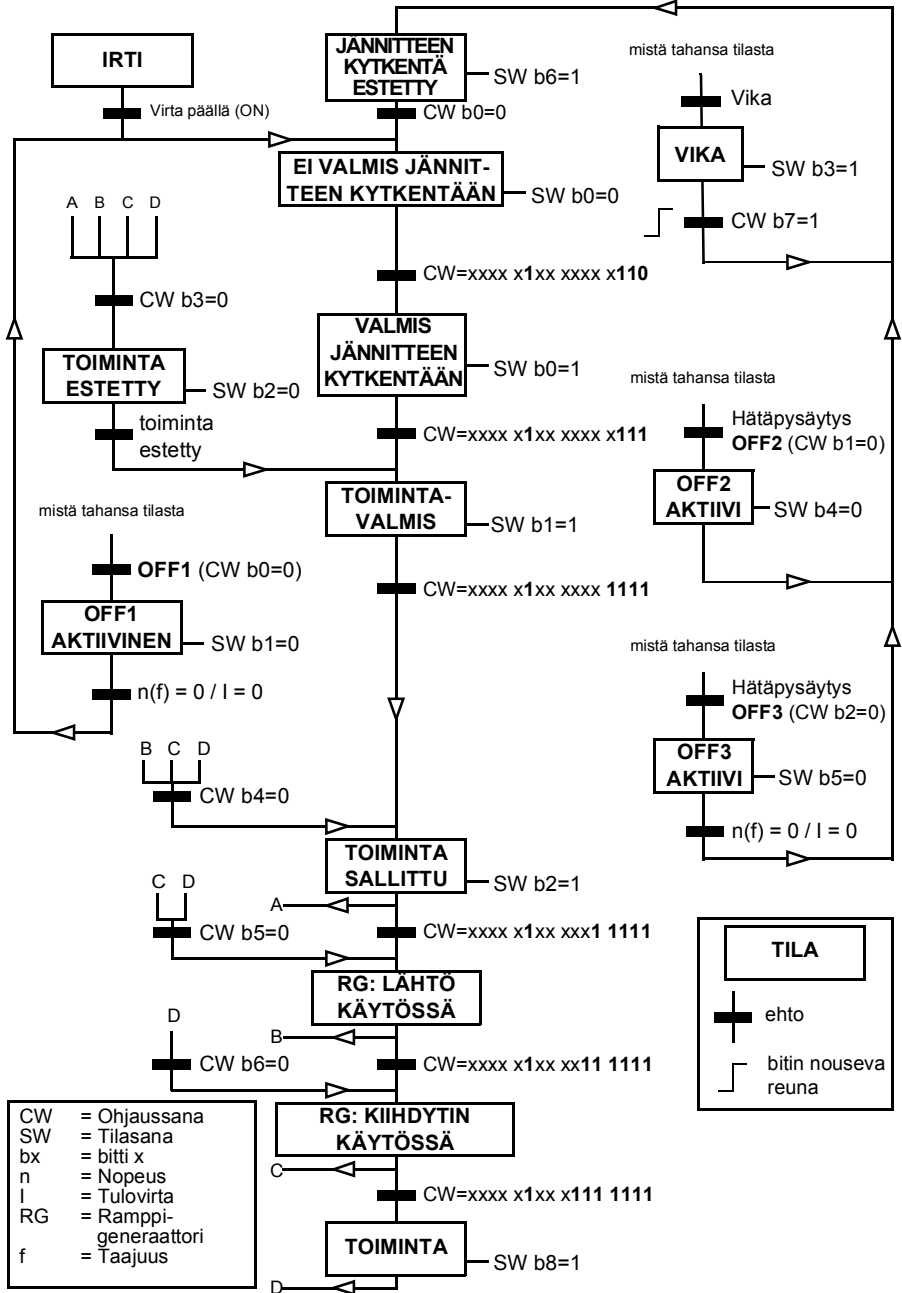 IRTI
Virta päällä (ON)
JÄNNITTEEN
KYTKENTÄ
ESTETTY
SW b6=1
CW b0=0
EI VALMIS JÄNNIT-
TEEN KYTKENTÄÄN
SW b0=0
CW=xxxx x1xx xxxx x110
VALMIS
JÄNNITTEEN
KYTKENTÄÄN
SW b0=1
CW=xxxx x1xx xxxx x111
TOIMINTA-
VALMIS
SW b1=1
CW=xxxx x1xx xxxx 1111
A B C D
CW b3=0
TOIMINTA
ESTETTY
SW b2=0
toiminta
estetty
mistä tahansa tilasta
OFF1 (CW b0=0)
OFF1
AKTIIVINEN
SW b1=0
n(f) = 0 / I = 0
B C D
CW b4=0
TOIMINTA
SALLITTU
SW b2=1
A
CW=xxxx x1xx xxx1 1111
C D
CW b5=0
RG: LÄHTÖ
KÄYTÖSSÄ
B
CW=xxxx x1xx xx11 1111
D
CW b6=0
RG: KIIHDYTIN
KÄYTÖSSÄ
C
CW=xxxx x1xx x111 1111
TOIMINTA
SW b8=1
D
mistä tahansa tilasta
Vika
VIKA
SW b3=1
CW b7=1
mistä tahansa tilasta
Hätäpysäytys
OFF2 (CW b1=0)
OFF2
AKTIIVI
SW b4=0
mistä tahansa tilasta
Hätäpysäytys
OFF3 (CW b2=0)
OFF3
AKTIIVI
SW b5=0
n(f) = 0 / I = 0
TILA
ehto
bitin nouseva
reuna
CW = Ohjaussana
SW = Tilasana
bx = bitti x
n = Nopeus
I = Tulovirta
RG = Ramppi-
generaattori
f = Taajuus